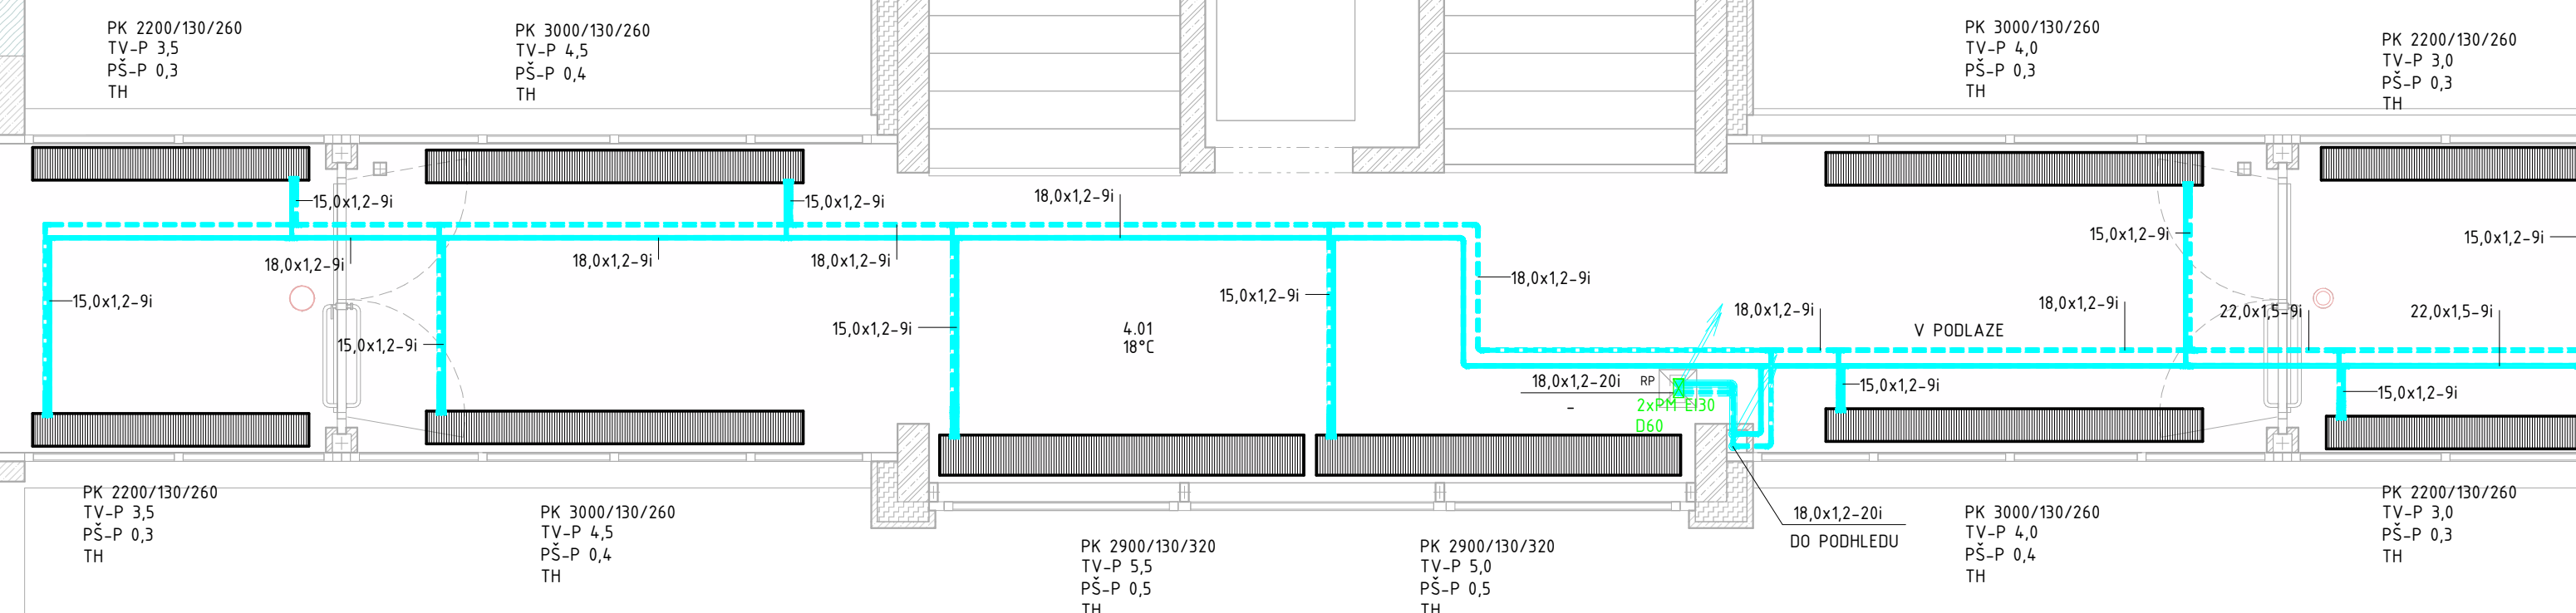 PK 2200/130/260
TV-P 3,5
PŠ-P 0,3
TH
PK 3000/130/260
TV-P 4,5
PŠ-P 0,4
TH
PK 3000/130/260
TV-P 4,0
PŠ-P 0,3
TH
PK 2200/130/260
TV-P 3,0
PŠ-P 0,3
TH
15,0x1,2-9i
15,0x1,2-9i
18,0x1,2-9i
18,0x1,2-9i
18,0x1,2-9i
18,0x1,2-9i
15,0x1,2-9i
15,0x1,2-9i
15,0x1,2-9i
15,0x1,2-9i
15,0x1,2-9i
18,0x1,2-9i
15,0x1,2-9i
15,0x1,2-9i
4.01
18°C
18,0x1,2-9i
V PODLAZE
18,0x1,2-9i
22,0x1,5-9i
22,0x1,5-9i
18,0x1,2-20i
-
RP
2xPM EI30
D60
15,0x1,2-9i
15,0x1,2-9i
18,0x1,2-20i
DO PODHLEDU
PK 2200/130/260
TV-P 3,5
PŠ-P 0,3
TH
PK 3000/130/260
TV-P 4,5
PŠ-P 0,4
TH
PK 2900/130/320
TV-P 5,5
PŠ-P 0,5
TH
PK 2900/130/320
TV-P 5,0
PŠ-P 0,5
TH
PK 3000/130/260
TV-P 4,0
PŠ-P 0,4
TH
PK 2200/130/260
TV-P 3,0
PŠ-P 0,3
TH